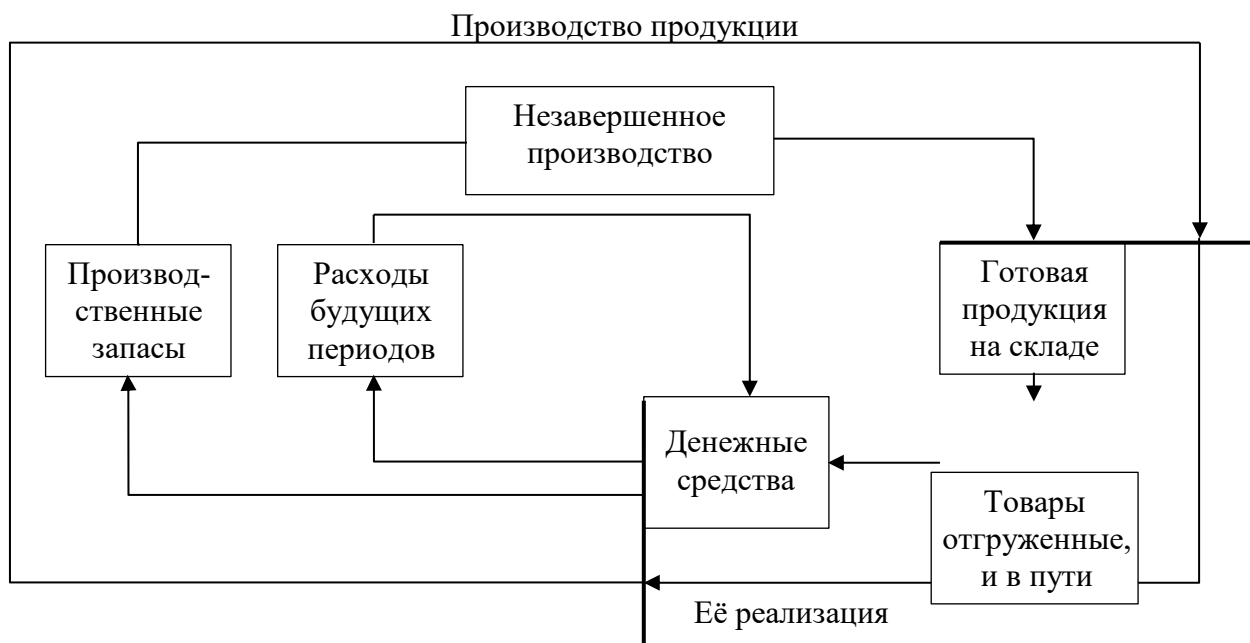 Производство продукции
Незавершенное
производство
Производ-
ственные
запасы
Расходы
будущих
периодов
Готовая
продукция
на складе
Денежные
средства
Товары
отгруженные,
и в пути
Её реализация